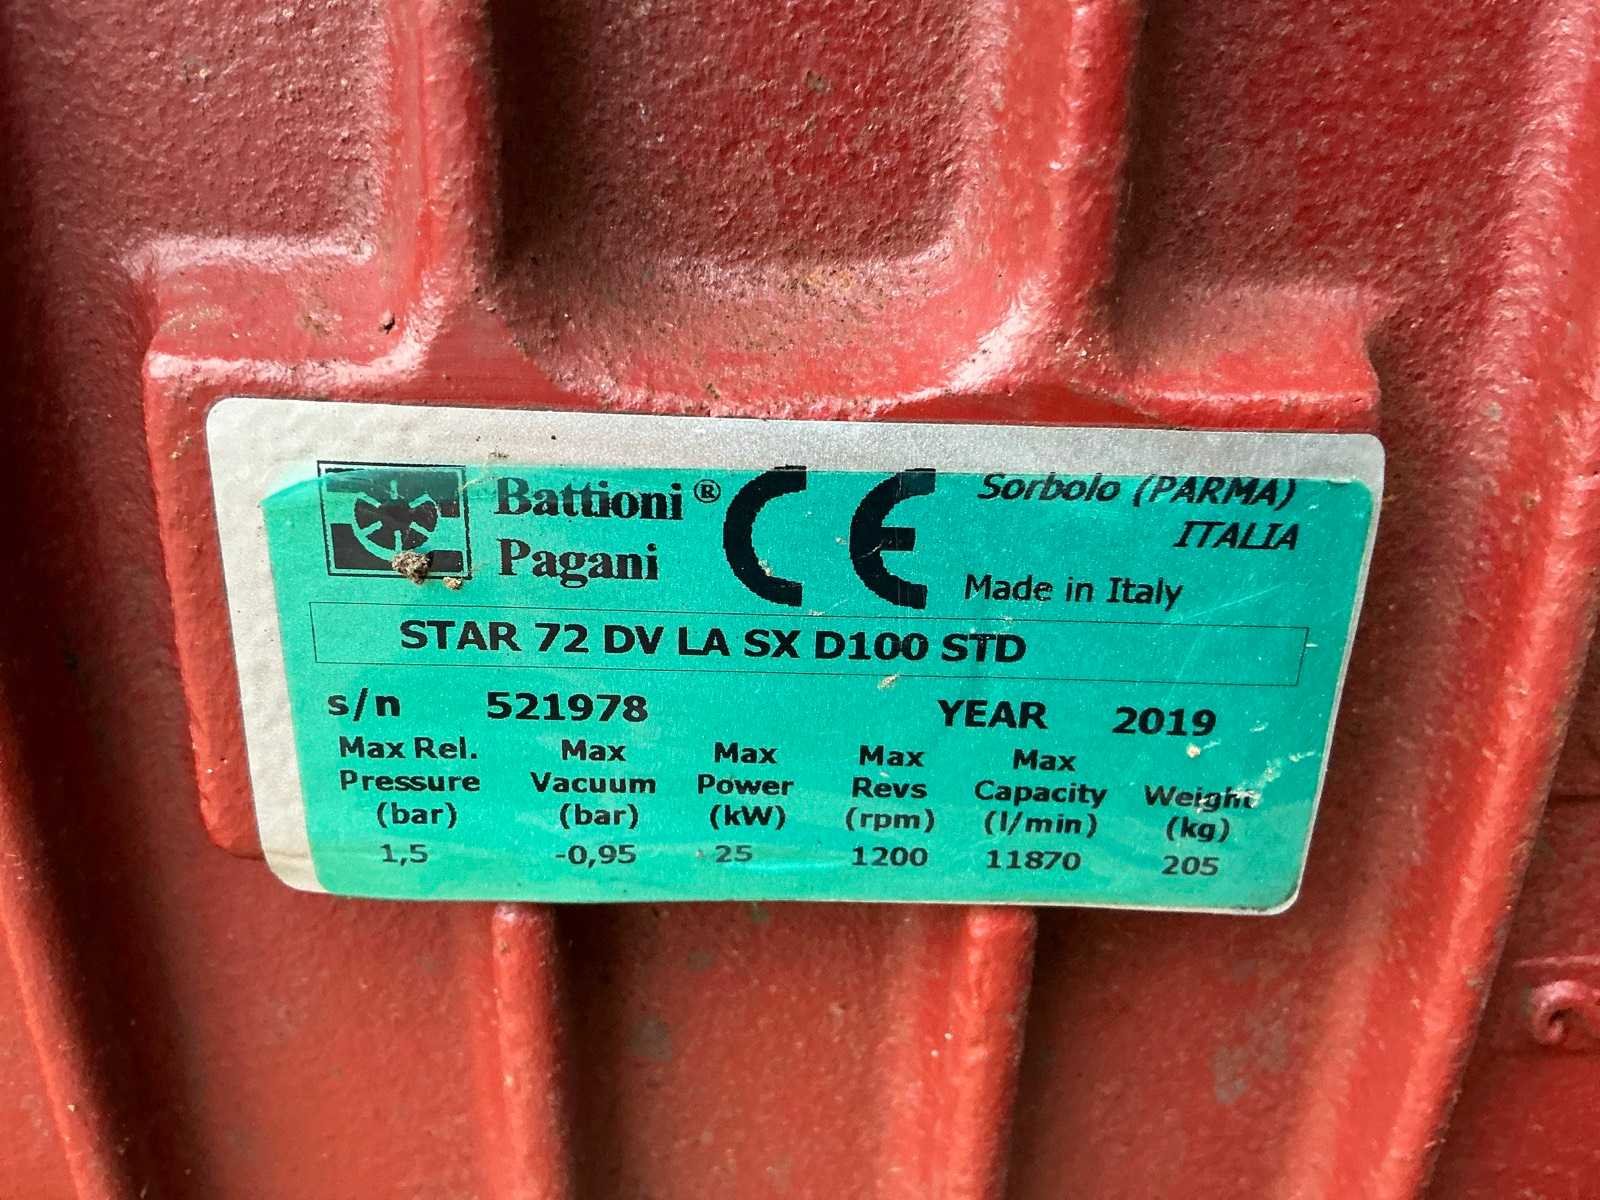 Battioni® CE Sorbolo (PARMA)
Pagani ITALIA
Made in Italy
STAR 72 DV LA SX D100 STD
s/n 521978 YEAR 2019
Max Rel. Max Max Max Max
Pressure Vacuum Power Revs Capacity Weight
(bar) (bar) (kW) (rpm) (l/min) (kg)
1,5 -0,95 25 1200 11870 205